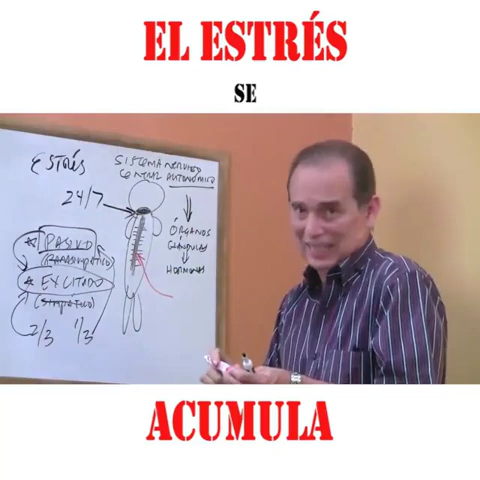 EL ESTRÉS
SE
ESTRÉS
SISTEMA NERVIOSO
CENTRAL AUTONÓMICO
24/7
ÓRGANOS
GLÁNDULAS
HORMONAS
PASIVO
(PARASIMPÁTICO)
EXCITADO
(SIMPÁTICO)
2/3 1/3
ACUMULA